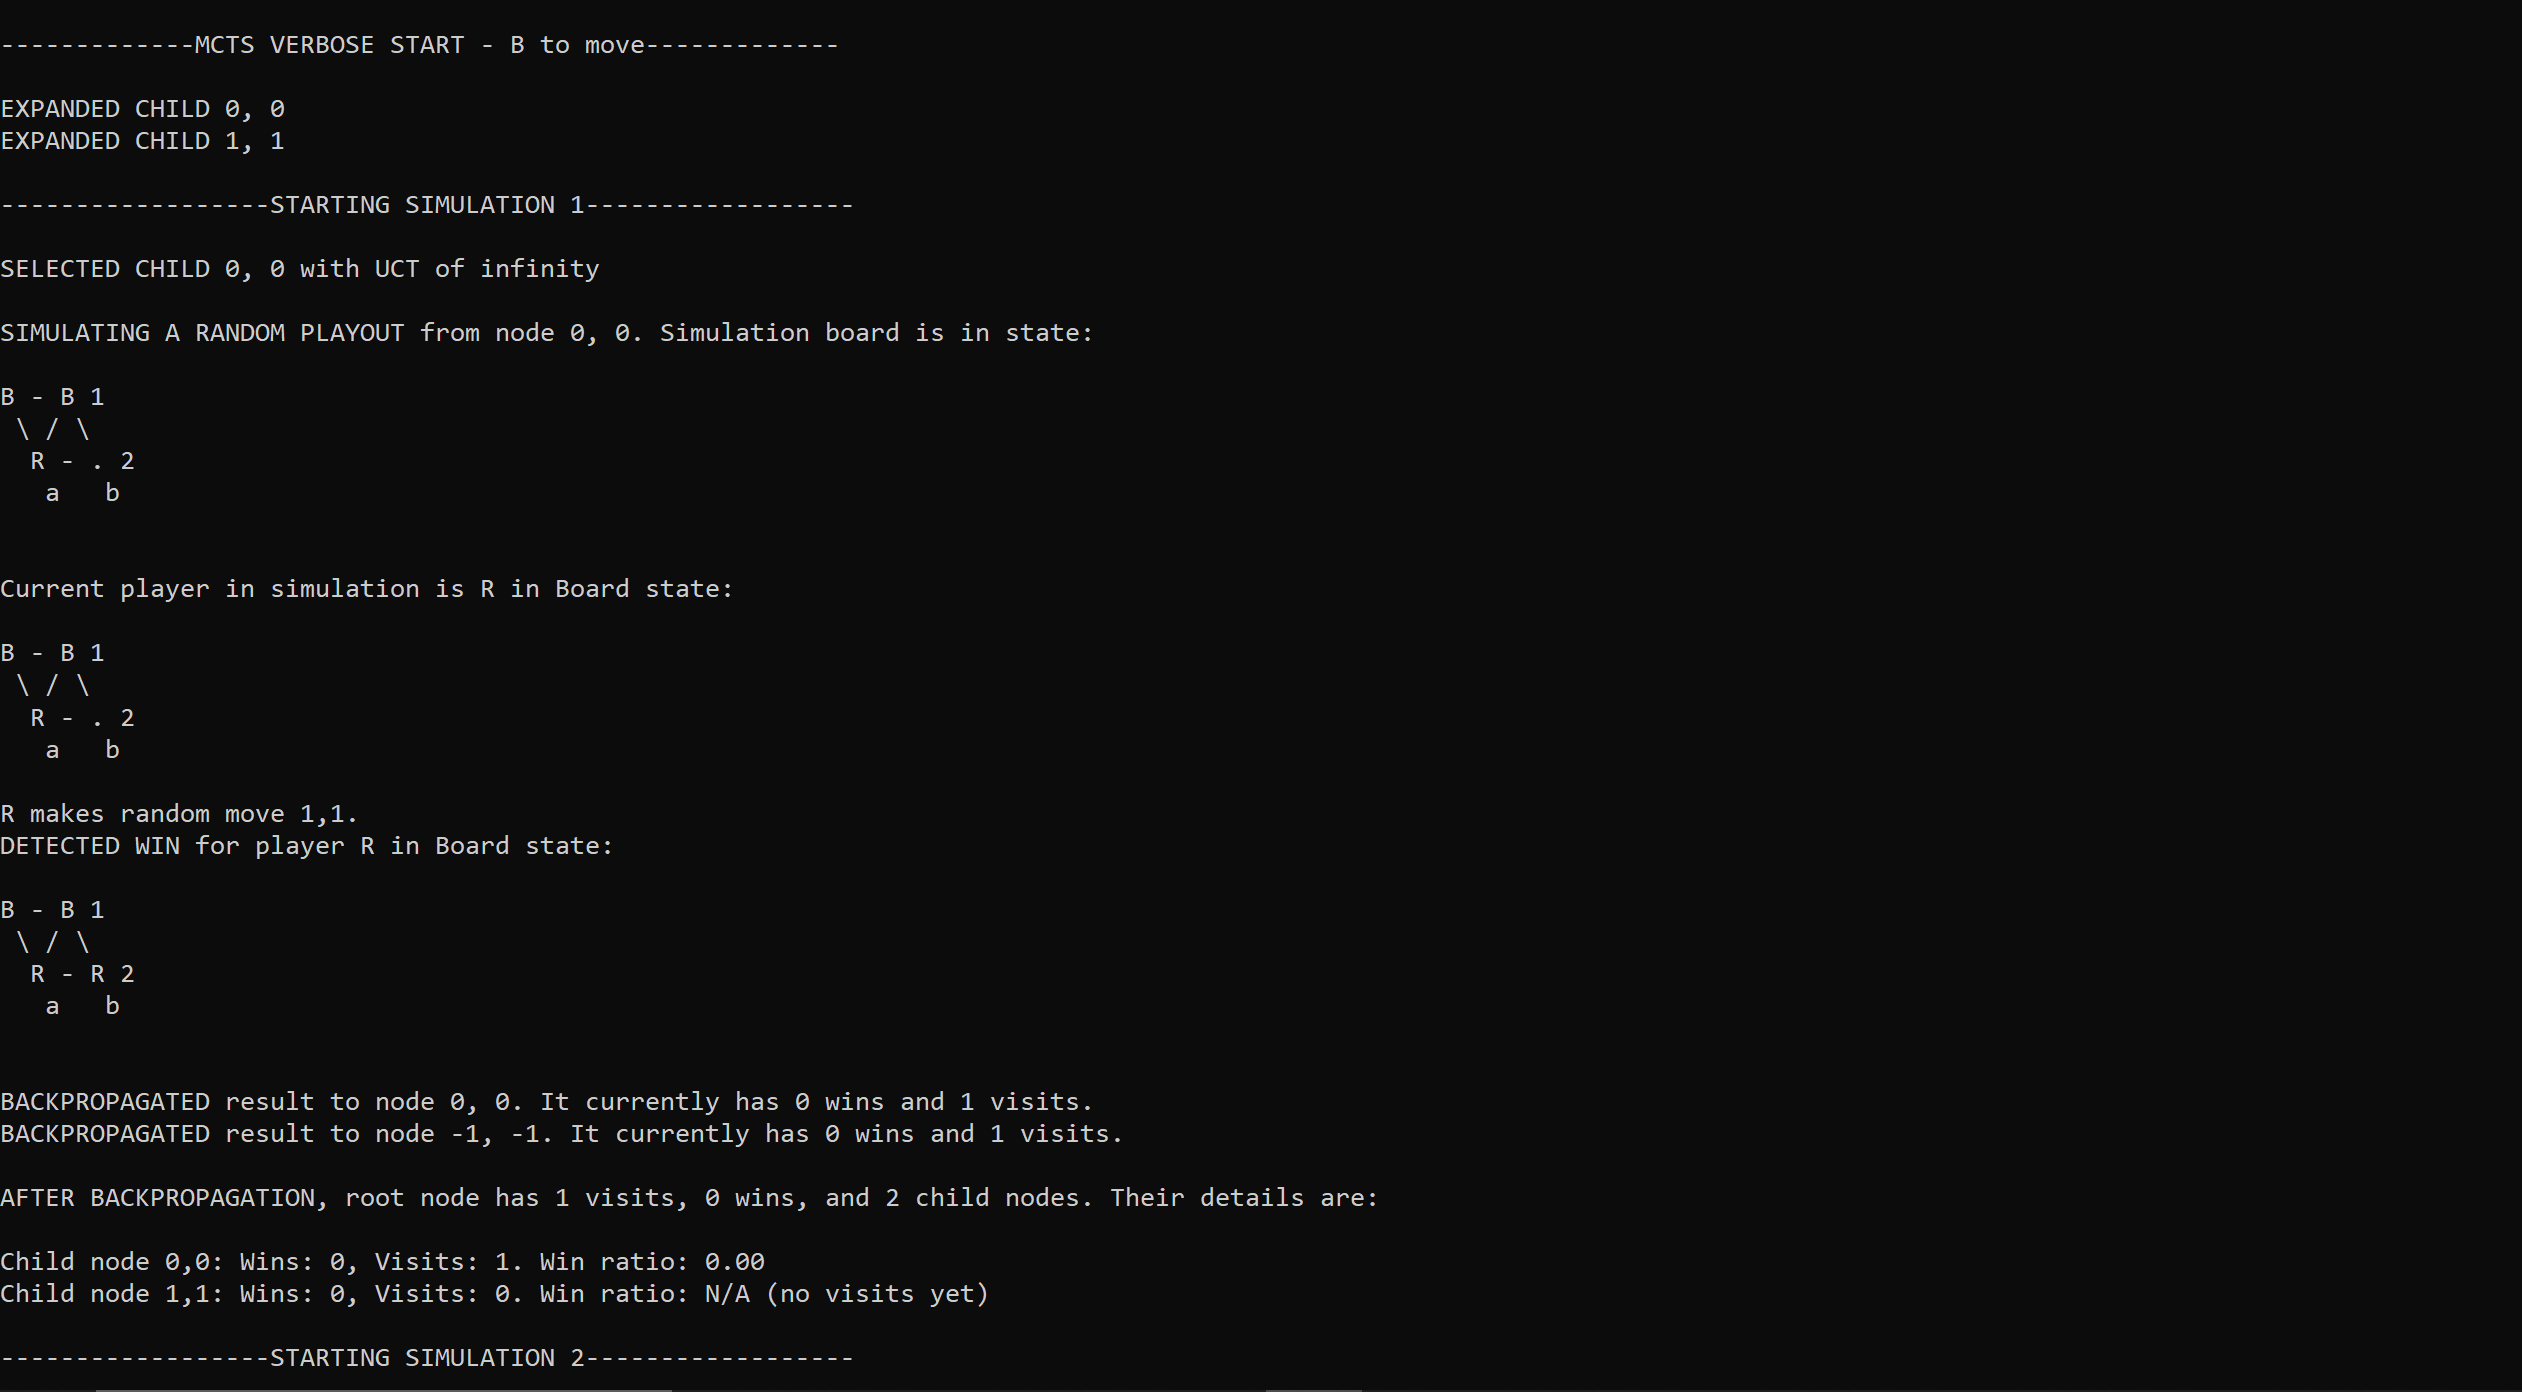 -------------MCTS VERBOSE START - B to move-------------
EXPANDED CHILD 0, 0
EXPANDED CHILD 1, 1
------------------STARTING SIMULATION 1------------------
SELECTED CHILD 0, 0 with UCT of infinity
SIMULATING A RANDOM PLAYOUT from node 0, 0. Simulation board is in state:
B - B 1
 \ / \
  R - . 2
   a   b
Current player in simulation is R in Board state:
B - B 1
 \ / \
  R - . 2
   a   b
R makes random move 1,1.
DETECTED WIN for player R in Board state:
B - B 1
 \ / \
  R - R 2
   a   b
BACKPROPAGATED result to node 0, 0. It currently has 0 wins and 1 visits.
BACKPROPAGATED result to node -1, -1. It currently has 0 wins and 1 visits.
AFTER BACKPROPAGATION, root node has 1 visits, 0 wins, and 2 child nodes. Their details are:
Child node 0,0: Wins: 0, Visits: 1. Win ratio: 0.00
Child node 1,1: Wins: 0, Visits: 0. Win ratio: N/A (no visits yet)
------------------STARTING SIMULATION 2------------------